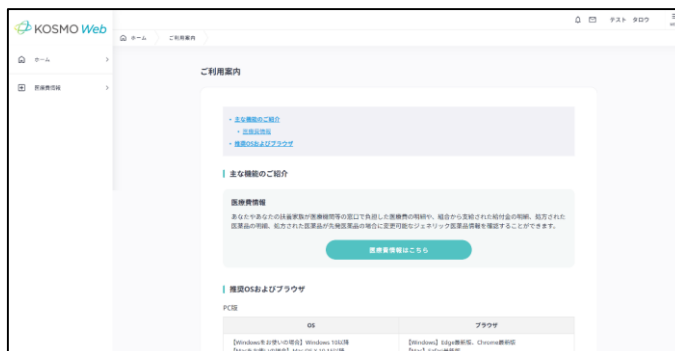 KOSMO Web
テスト タロウ
ホーム
ご利用案内
ホーム
医療費情報
ご利用案内
・主な機能のご紹介
・医療費情報
・推奨OSおよびブラウザ
主な機能のご紹介
医療費情報
あなたやあなたの扶養家族が医療機関等の窓口で負担した医療費の明細や、組合から支給された給付金の明細、処方された
医薬品の明細、処方された医薬品が先発医薬品の場合に変更可能なジェネリック医薬品情報を確認することができます。
医療費情報はこちら
推奨OSおよびブラウザ
PC版
OS
ブラウザ
【Windowsをお使いの場合】Windows 10以降
【Windows】Edge最新版、Chrome最新版